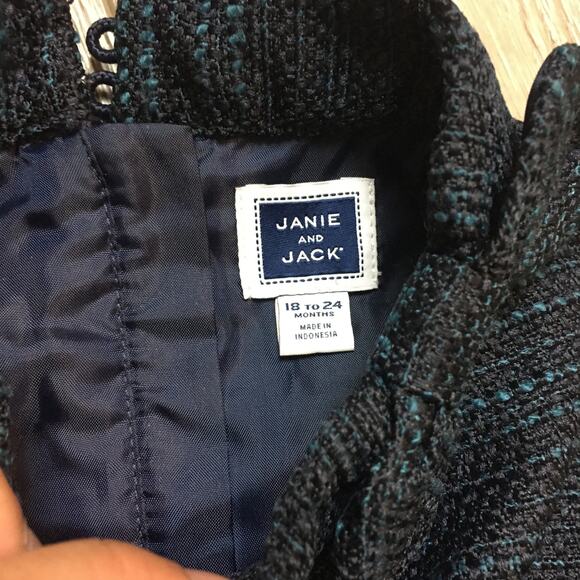 JANIE
AND
JACK®
18 TO 24
MONTHS
MADE IN
INDONESIA